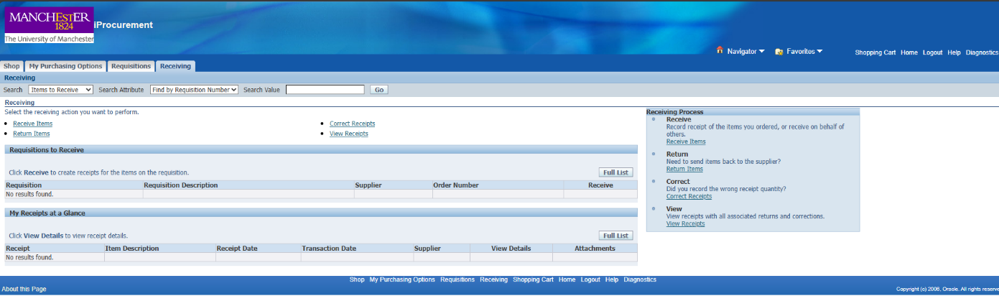 MANCHESTER
1824
The University of Manchester
iProcurement
Navigator Favorites Shopping Cart Home Logout Help Diagnostics
Shop My Purchasing Options Requisitions Receiving
Receiving
Search Items to Receive Search Attribute Find by Requisition Number Search Value Go
Receiving
Select the receiving action you want to perform.
Receive Items
Return Items
Correct Receipts
View Receipts
Requisitions to Receive
Click Receive to create receipts for the items on the requisition. Full List
Requisition Requisition Description Supplier Order Number Receive
No results found.
My Receipts at a Glance
Click View Details to view receipt details. Full List
Receipt Item Description Receipt Date Transaction Date Supplier View Details Attachments
No results found.
Receiving Process
Receive
Record receipt of the items you ordered, or receive on behalf of
others.
Receive Items
Return
Need to send items back to the supplier?
Return Items
Correct
Did you record the wrong receipt quantity?
Correct Receipts
View
View receipts with all associated returns and corrections.
View Receipts
Shop My Purchasing Options Requisitions Receiving Shopping Cart Home Logout Help Diagnostics
About this Page Copyright (c) 2006, Oracle. All rights reserve